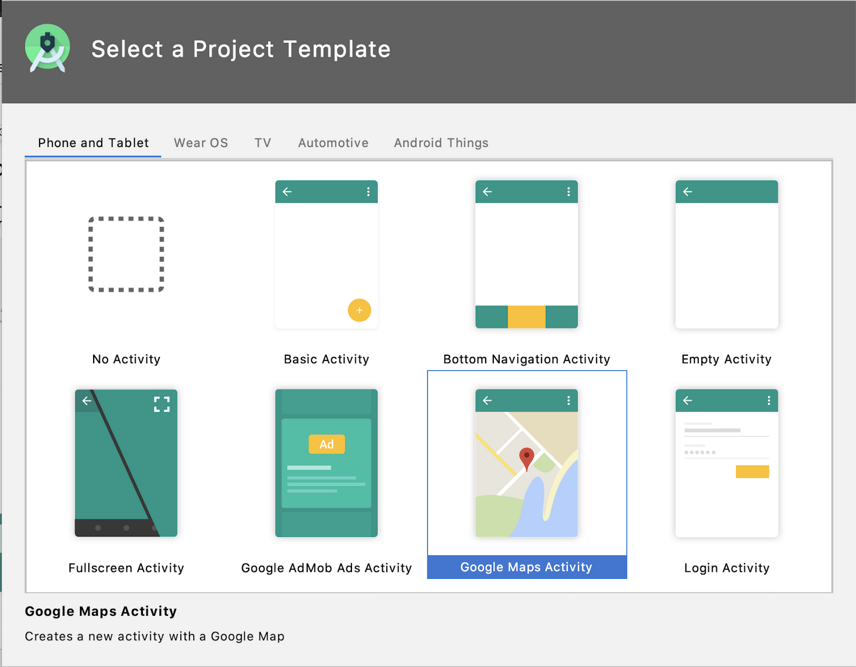 Select a Project Template
Phone and Tablet Wear OS TV Automotive Android Things
No Activity Basic Activity Bottom Navigation Activity Empty Activity
Ad
Fullscreen Activity Google AdMob Ads Activity Google Maps Activity Login Activity
Google Maps Activity
Creates a new activity with a Google Map